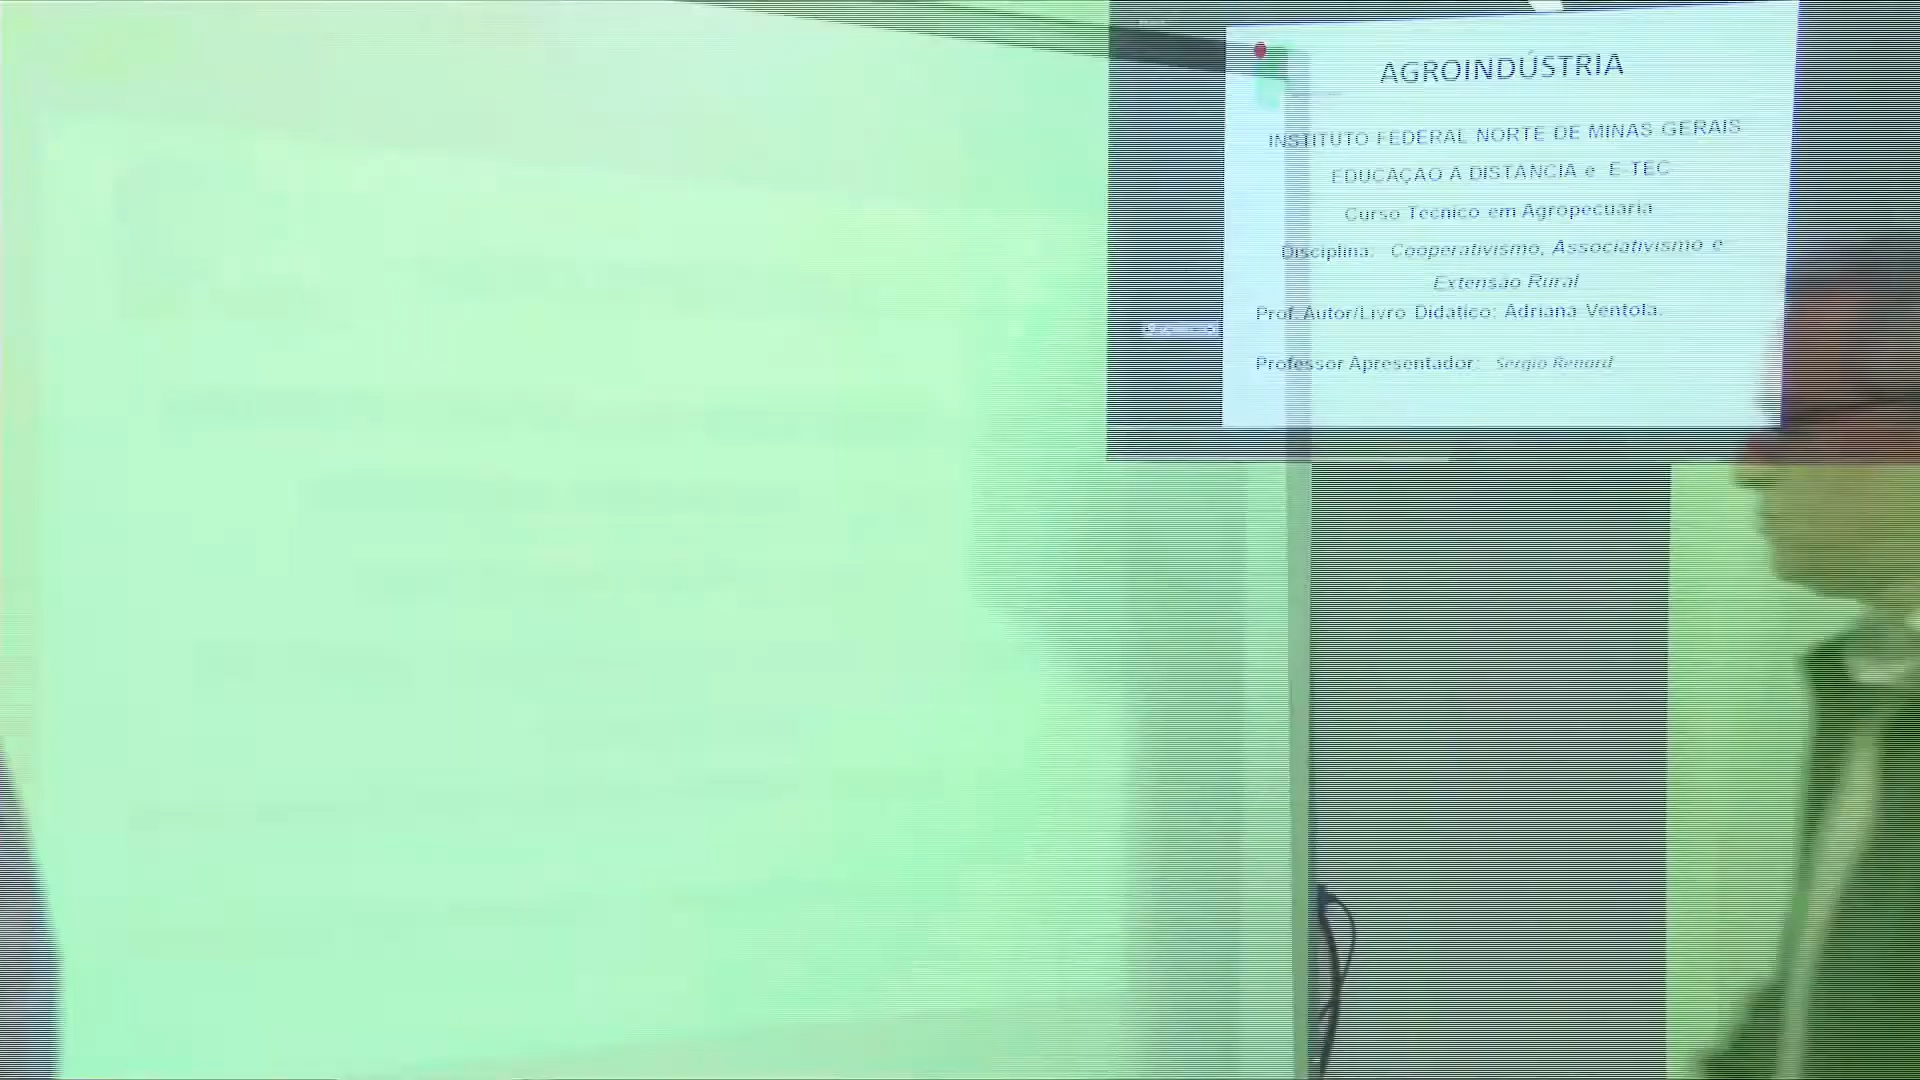 AGROINDÚSTRIA
INSTITUTO FEDERAL NORTE DE MINAS GERAIS
EDUCAÇAO A DISTANCIA e E-TEC
Curso Tecnico em Agropecuaria
Disciplina: Cooperativismo, Associativismo e
Extensão Rural
Prof. Autor/Livro Didatico: Adriana Ventola.
Professor Apresentador: Sergio Renard